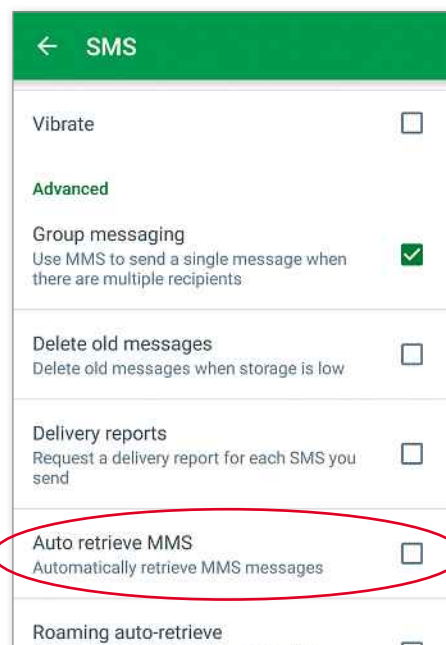 SMS
Vibrate
Advanced
Group messaging
Use MMS to send a single message when
there are multiple recipients
Delete old messages
Delete old messages when storage is low
Delivery reports
Request a delivery report for each SMS you
send
Auto retrieve MMS
Automatically retrieve MMS messages
Roaming auto-retrieve